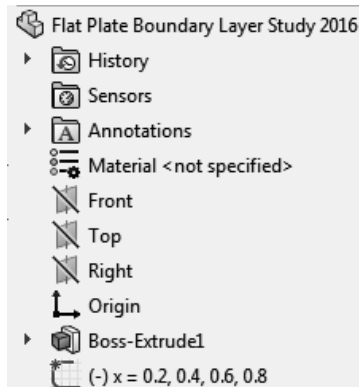 Flat Plate Boundary Layer Study 2016
History
Sensors
Annotations
Material <not specified>
Front
Top
Right
Origin
Boss-Extrude1
(-) x = 0.2, 0.4, 0.6, 0.8